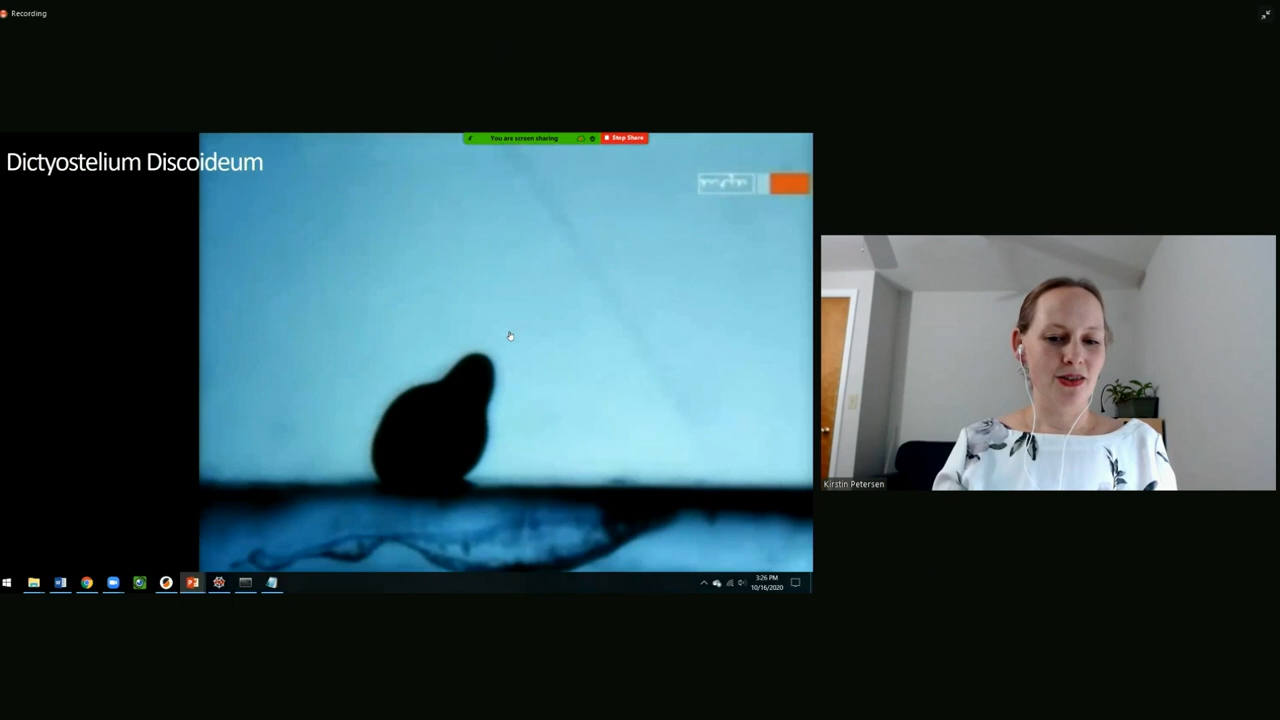 Recording
You are screen sharing
Stop Share
Dictyostelium Discoideum
Kirstin Petersen
3:26 PM
10/16/2020